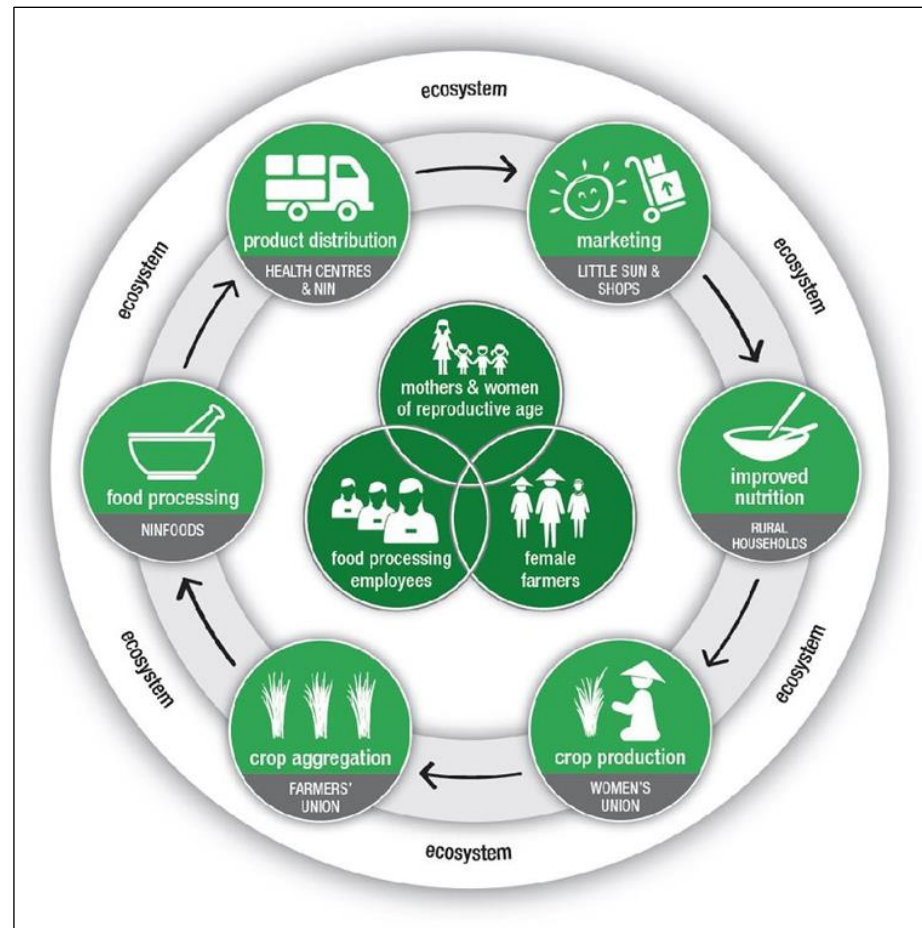 ecosystem
product distribution
HEALTH CENTRES
& NIN
marketing
LITTLE SUN &
SHOPS
ecosystem
ecosystem
mothers & women
of reproductive age
food processing
NINFOODS
improved
nutrition
RURAL
HOUSEHOLDS
food processing
employees
female
farmers
ecosystem
ecosystem
crop aggregation
FARMERS'
UNION
crop production
WOMEN'S
UNION
ecosystem